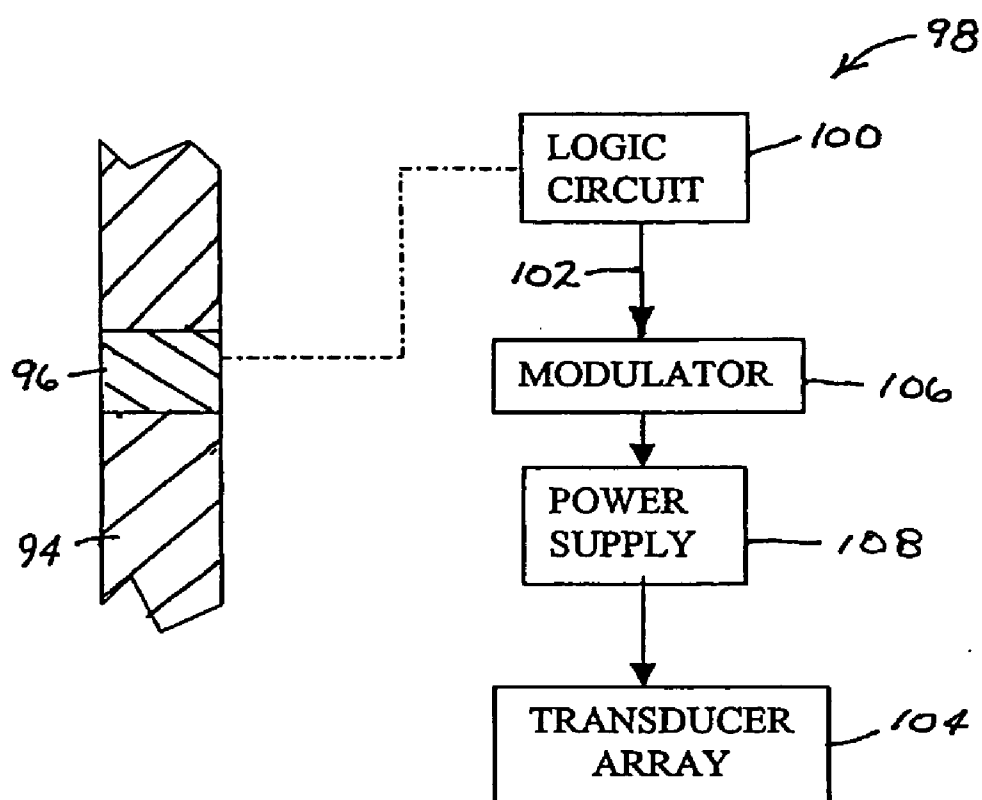 98
LOGIC
CIRCUIT
100
102
96
MODULATOR
106
POWER
SUPPLY
94
108
TRANSDUCER
ARRAY
104